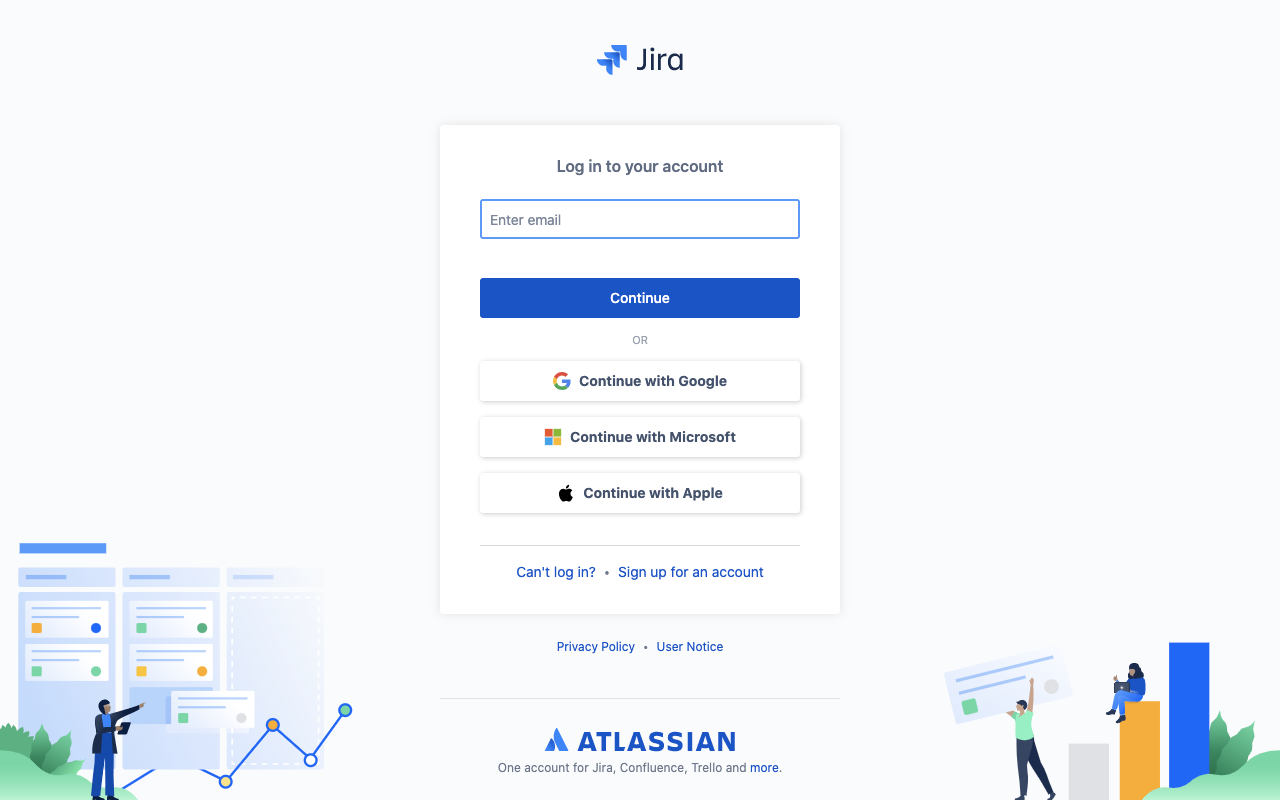 Jira
Log in to your account
Enter email
Continue
OR
Continue with Google
Continue with Microsoft
Continue with Apple
Can't log in? • Sign up for an account
Privacy Policy • User Notice
ATLASSIAN
One account for Jira, Confluence, Trello and more.